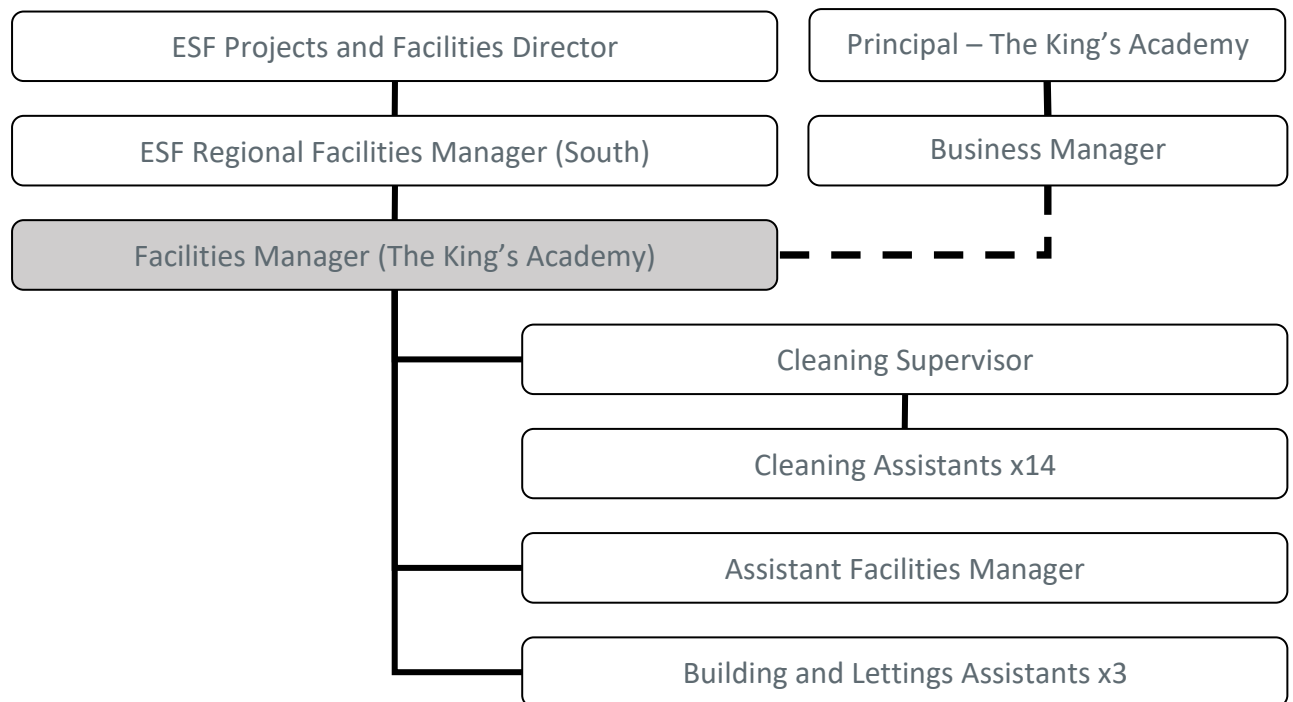 ESF Projects and Facilities Director
Principal – The King’s Academy
ESF Regional Facilities Manager (South)
Business Manager
Facilities Manager (The King’s Academy)
Cleaning Supervisor
Cleaning Assistants x14
Assistant Facilities Manager
Building and Lettings Assistants x3